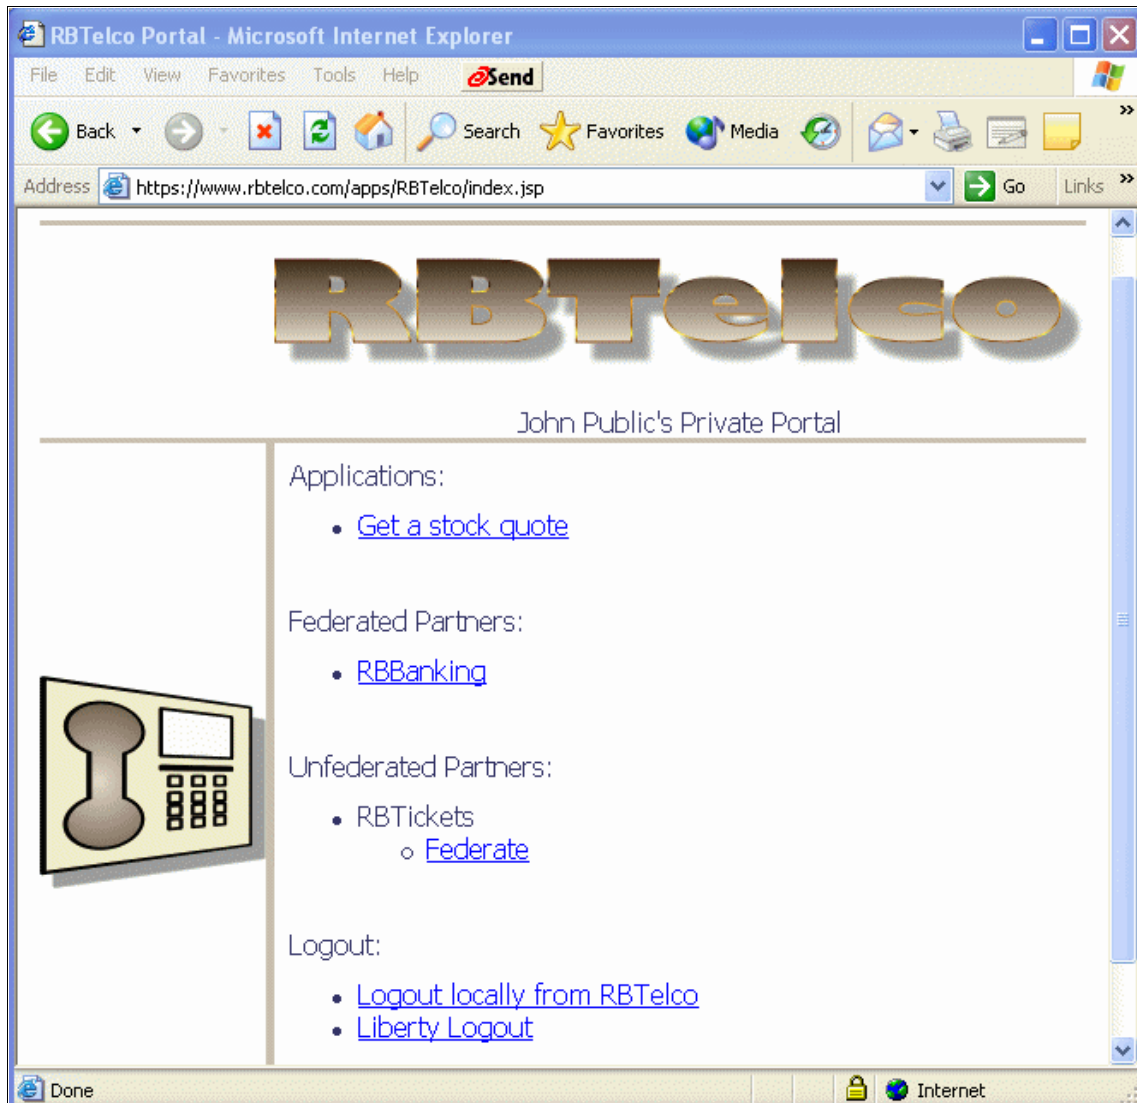 RBTelco Portal - Microsoft Internet Explorer
File Edit View Favorites Tools Help @Send
Back Search Favorites Media »
Address https://www.rbtelco.com/apps/RBTelco/index.jsp Go Links »
RBTelco
John Public's Private Portal
Applications:
• Get a stock quote
Federated Partners:
• RBBanking
Unfederated Partners:
• RBTickets
○ Federate
Logout:
• Logout locally from RBTelco
• Liberty Logout
Done Internet